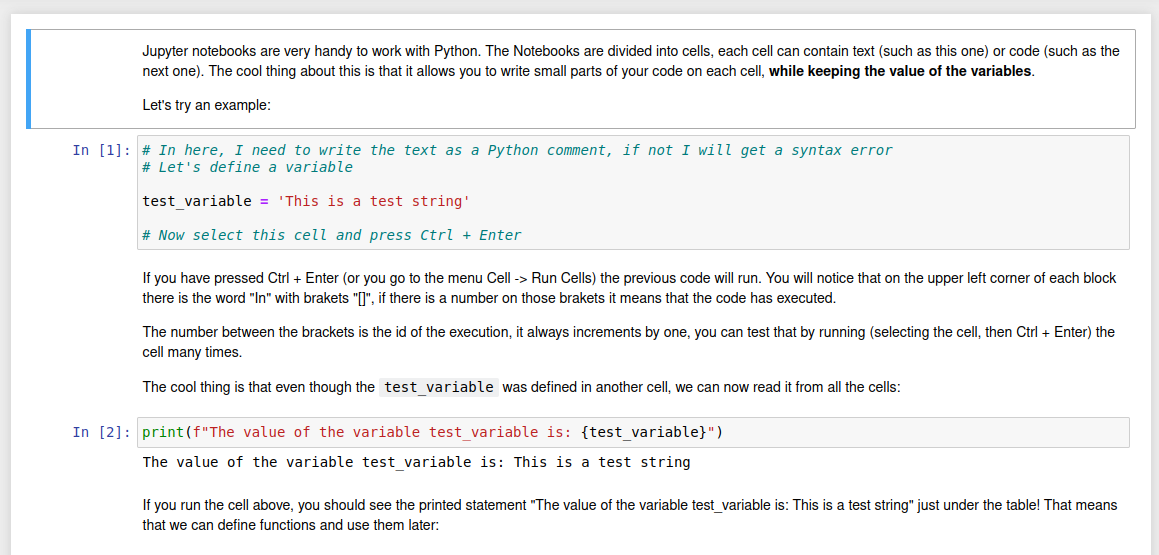 Jupyter notebooks are very handy to work with Python. The Notebooks are divided into cells, each cell can contain text (such as this one) or code (such as the
next one). The cool thing about this is that it allows you to write small parts of your code on each cell, while keeping the value of the variables.
Let's try an example:
In [1]: # In here, I need to write the text as a Python comment, if not I will get a syntax error
# Let's define a variable
test_variable = 'This is a test string'
# Now select this cell and press Ctrl + Enter
If you have pressed Ctrl + Enter (or you go to the menu Cell -> Run Cells) the previous code will run. You will notice that on the upper left corner of each block
there is the word "In" with brakets "[]", if there is a number on those brakets it means that the code has executed.
The number between the brackets is the id of the execution, it always increments by one, you can test that by running (selecting the cell, then Ctrl + Enter) the
cell many times.
The cool thing is that even though the test_variable was defined in another cell, we can now read it from all the cells:
In [2]: print(f"The value of the variable test_variable is: {test_variable}")
The value of the variable test_variable is: This is a test string
If you run the cell above, you should see the printed statement "The value of the variable test_variable is: This is a test string" just under the table! That means
that we can define functions and use them later: